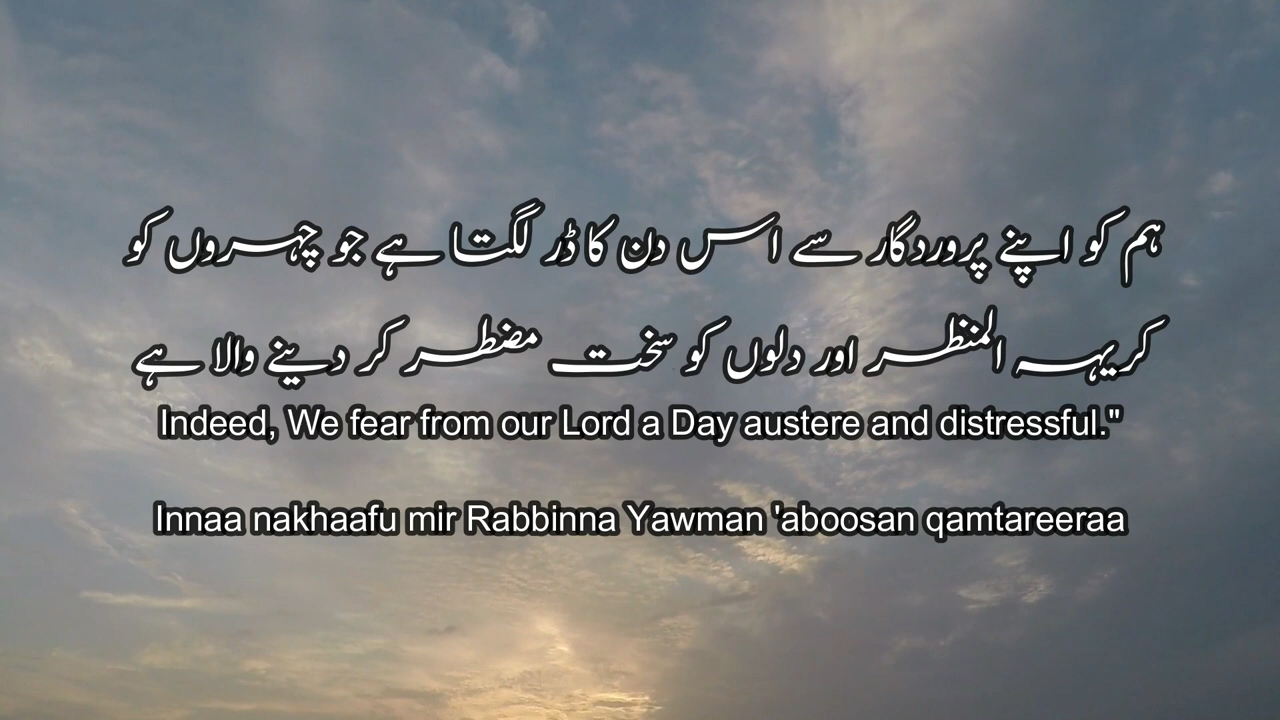 ہم کو اپنے پروردگار سے اس دن کا ڈر لگتا ہے جو چہروں کو
کریہہ المنظر اور دلوں کو سخت مضطر کر دینے والا ہے
Indeed, We fear from our Lord a Day austere and distressful."
Innaa nakhaafu mir Rabbinna Yawman 'aboosan qamtareeraa